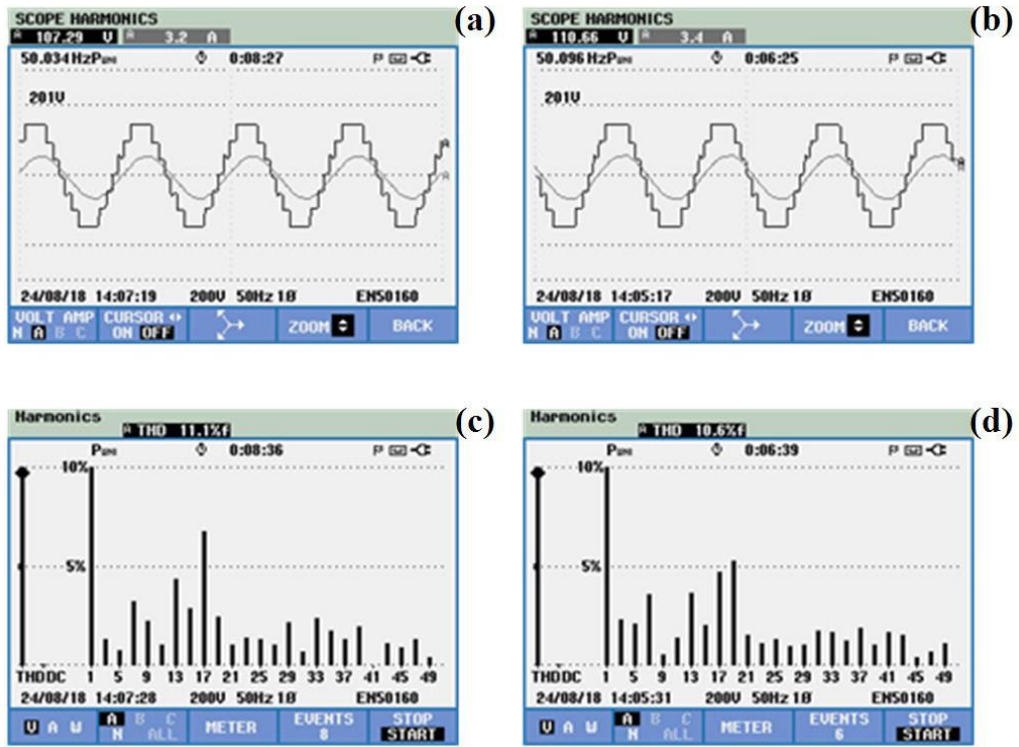 SCOPE HARMONICS
(a)
A 107.29 V A 3.2 A
50.034 Hz Puni 0:08:27 P
201V
24/08/18 14:07:19 200V 50Hz 1Ø EN50160
VOLT AMP CURSOR
N A B C ON OFF ZOOM BACK
SCOPE HARMONICS
(b)
A 110.66 V A 3.4 A
50.096 Hz Puni 0:06:25 P
201V
24/08/18 14:05:17 200V 50Hz 1Ø EN50160
VOLT AMP CURSOR
N A B C ON OFF ZOOM BACK
Harmonics
(c)
A THD 11.1%f
Puni 0:08:36 P
10%
5%
THDDC 1 5 9 13 17 21 25 29 33 37 41 45 49
24/08/18 14:07:28 200V 50Hz 1Ø EN50160
V A W A B C N ALL METER EVENTS 8 STOP START
Harmonics
(d)
A THD 10.6%f
Puni 0:06:39 P
10%
5%
THDDC 1 5 9 13 17 21 25 29 33 37 41 45 49
24/08/18 14:05:31 200V 50Hz 1Ø EN50160
V A W A B C N ALL METER EVENTS 6 STOP START